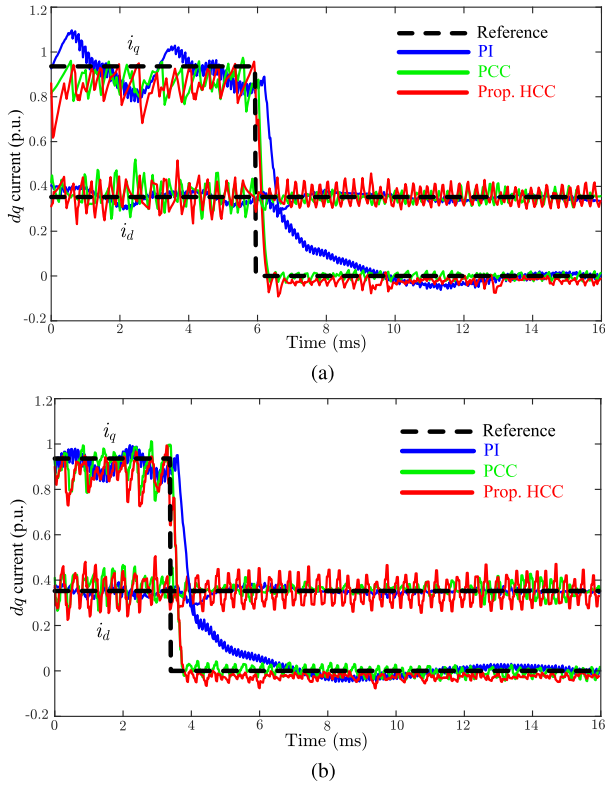 1.2
1
0.8
0.6
0.4
0.2
0
-0.2
dq current (p.u.)
i_q
i_d
Reference
PI
PCC
Prop. HCC
0 2 4 6 8 10 12 14 16
Time (ms)
(a)
1.2
1
0.8
0.6
0.4
0.2
0
-0.2
dq current (p.u.)
i_q
i_d
Reference
PI
PCC
Prop. HCC
0 2 4 6 8 10 12 14 16
Time (ms)
(b)